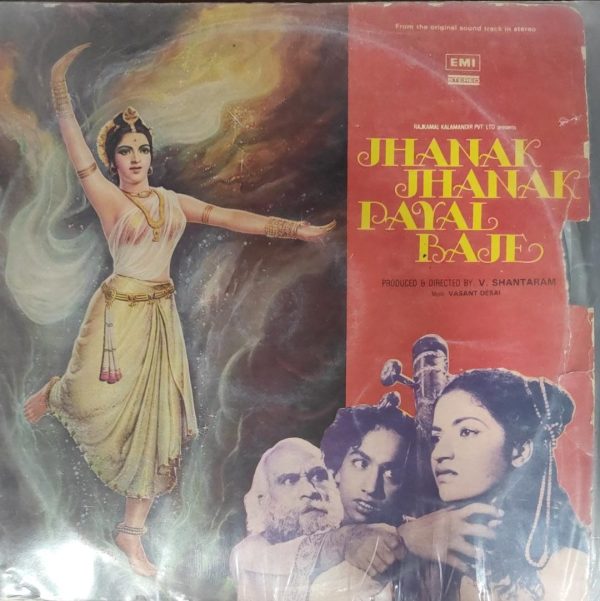 From the original sound track in stereo
EMI
STEREO
RAJKAMAL KALAMANDIR PVT LTD presents
JHANAK
JHANAK
PAYAL
BAJE
PRODUCED & DIRECTED BY. V. SHANTARAM
Music VASANT DESAI